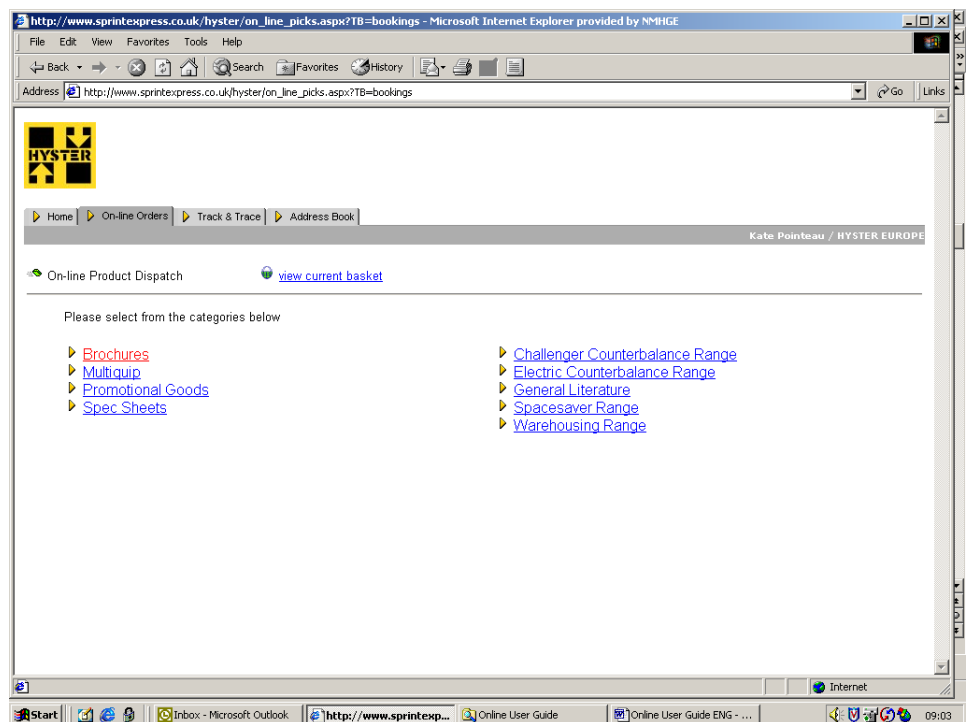 http://www.sprintexpress.co.uk/hyster/on_line_picks.aspx?TB=bookings - Microsoft Internet Explorer provided by NMHGE
File Edit View Favorites Tools Help
Back Search Favorites History
Address http://www.sprintexpress.co.uk/hyster/on_line_picks.aspx?TB=bookings Go Links
HYSTER
Home On-line Orders Track & Trace Address Book
Kate Pointeau / HYSTER EUROPE
On-line Product Dispatch view current basket
Please select from the categories below
Brochures
Multiquip
Promotional Goods
Spec Sheets
Challenger Counterbalance Range
Electric Counterbalance Range
General Literature
Spacesaver Range
Warehousing Range
Internet
Start Inbox - Microsoft Outlook http://www.sprintexp... Online User Guide Online User Guide ENG - ... 09:03